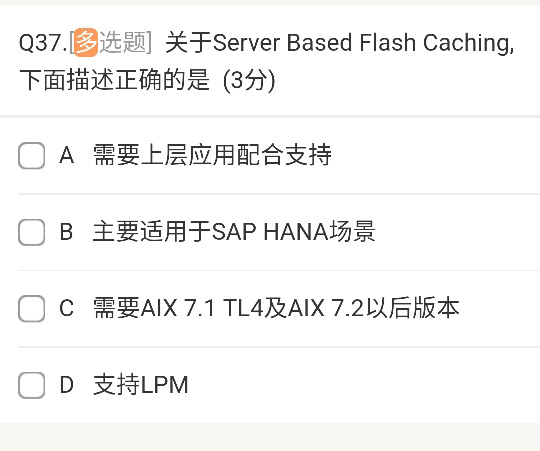 Q37.[多选题] 关于Server Based Flash Caching,
下面描述正确的是 (3分)
A 需要上层应用配合支持
B 主要适用于SAP HANA场景
C 需要AIX 7.1 TL4及AIX 7.2以后版本
D 支持LPM